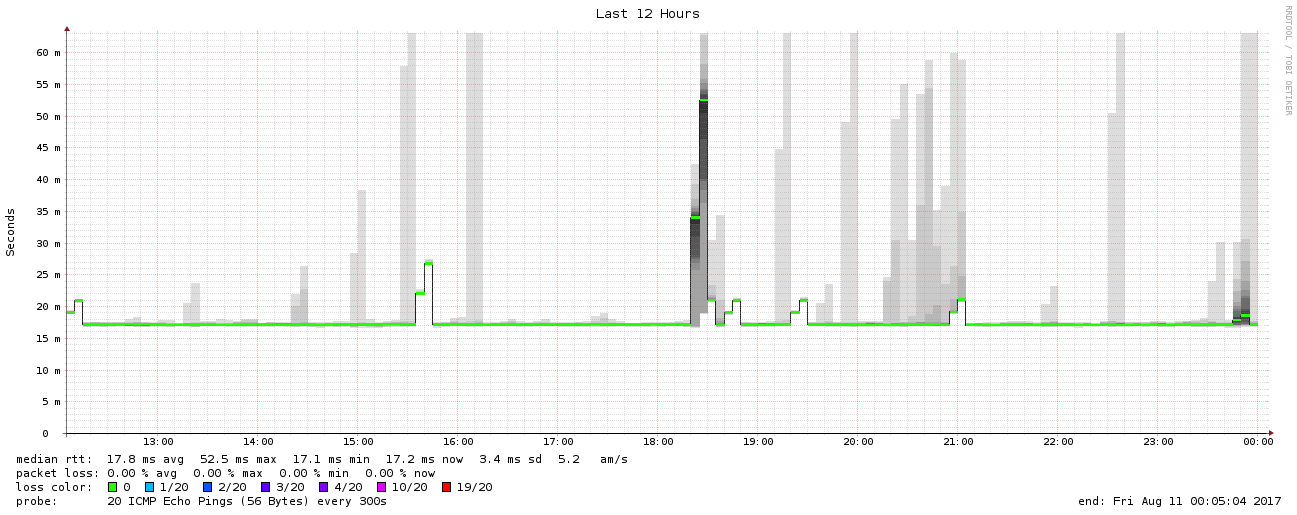 Last 12 Hours
RRDTOOL / TOBI OETIKER
Seconds
60 m
55 m
50 m
45 m
40 m
35 m
30 m
25 m
20 m
15 m
10 m
5 m
0
13:00 14:00 15:00 16:00 17:00 18:00 19:00 20:00 21:00 22:00 23:00 00:00
median rtt: 17.8 ms avg 52.5 ms max 17.1 ms min 17.2 ms now 3.4 ms sd 5.2 am/s
packet loss: 0.00 % avg 0.00 % max 0.00 % min 0.00 % now
loss color: 0 1/20 2/20 3/20 4/20 10/20 19/20
probe: 20 ICMP Echo Pings (56 Bytes) every 300s end: Fri Aug 11 00:05:04 2017